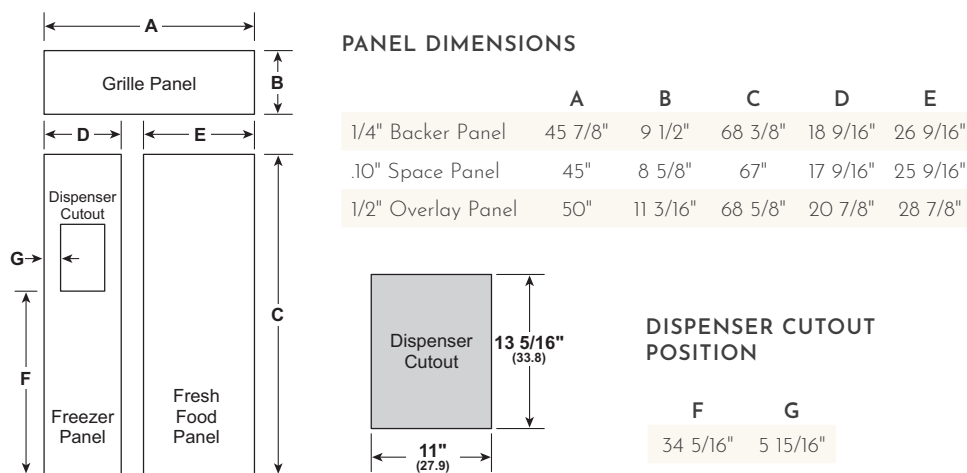 A
Grille Panel
B
D
E
Dispenser
Cutout
G
F
C
Freezer
Panel
Fresh
Food
Panel
PANEL DIMENSIONS
A B C D E
1/4" Backer Panel 45 7/8" 9 1/2" 68 3/8" 18 9/16" 26 9/16"
.10" Space Panel 45" 8 5/8" 67" 17 9/16" 25 9/16"
1/2" Overlay Panel 50" 11 3/16" 68 5/8" 20 7/8" 28 7/8"
Dispenser
Cutout
13 5/16"
(33.8)
11"
(27.9)
DISPENSER CUTOUT
POSITION
F G
34 5/16" 5 15/16"